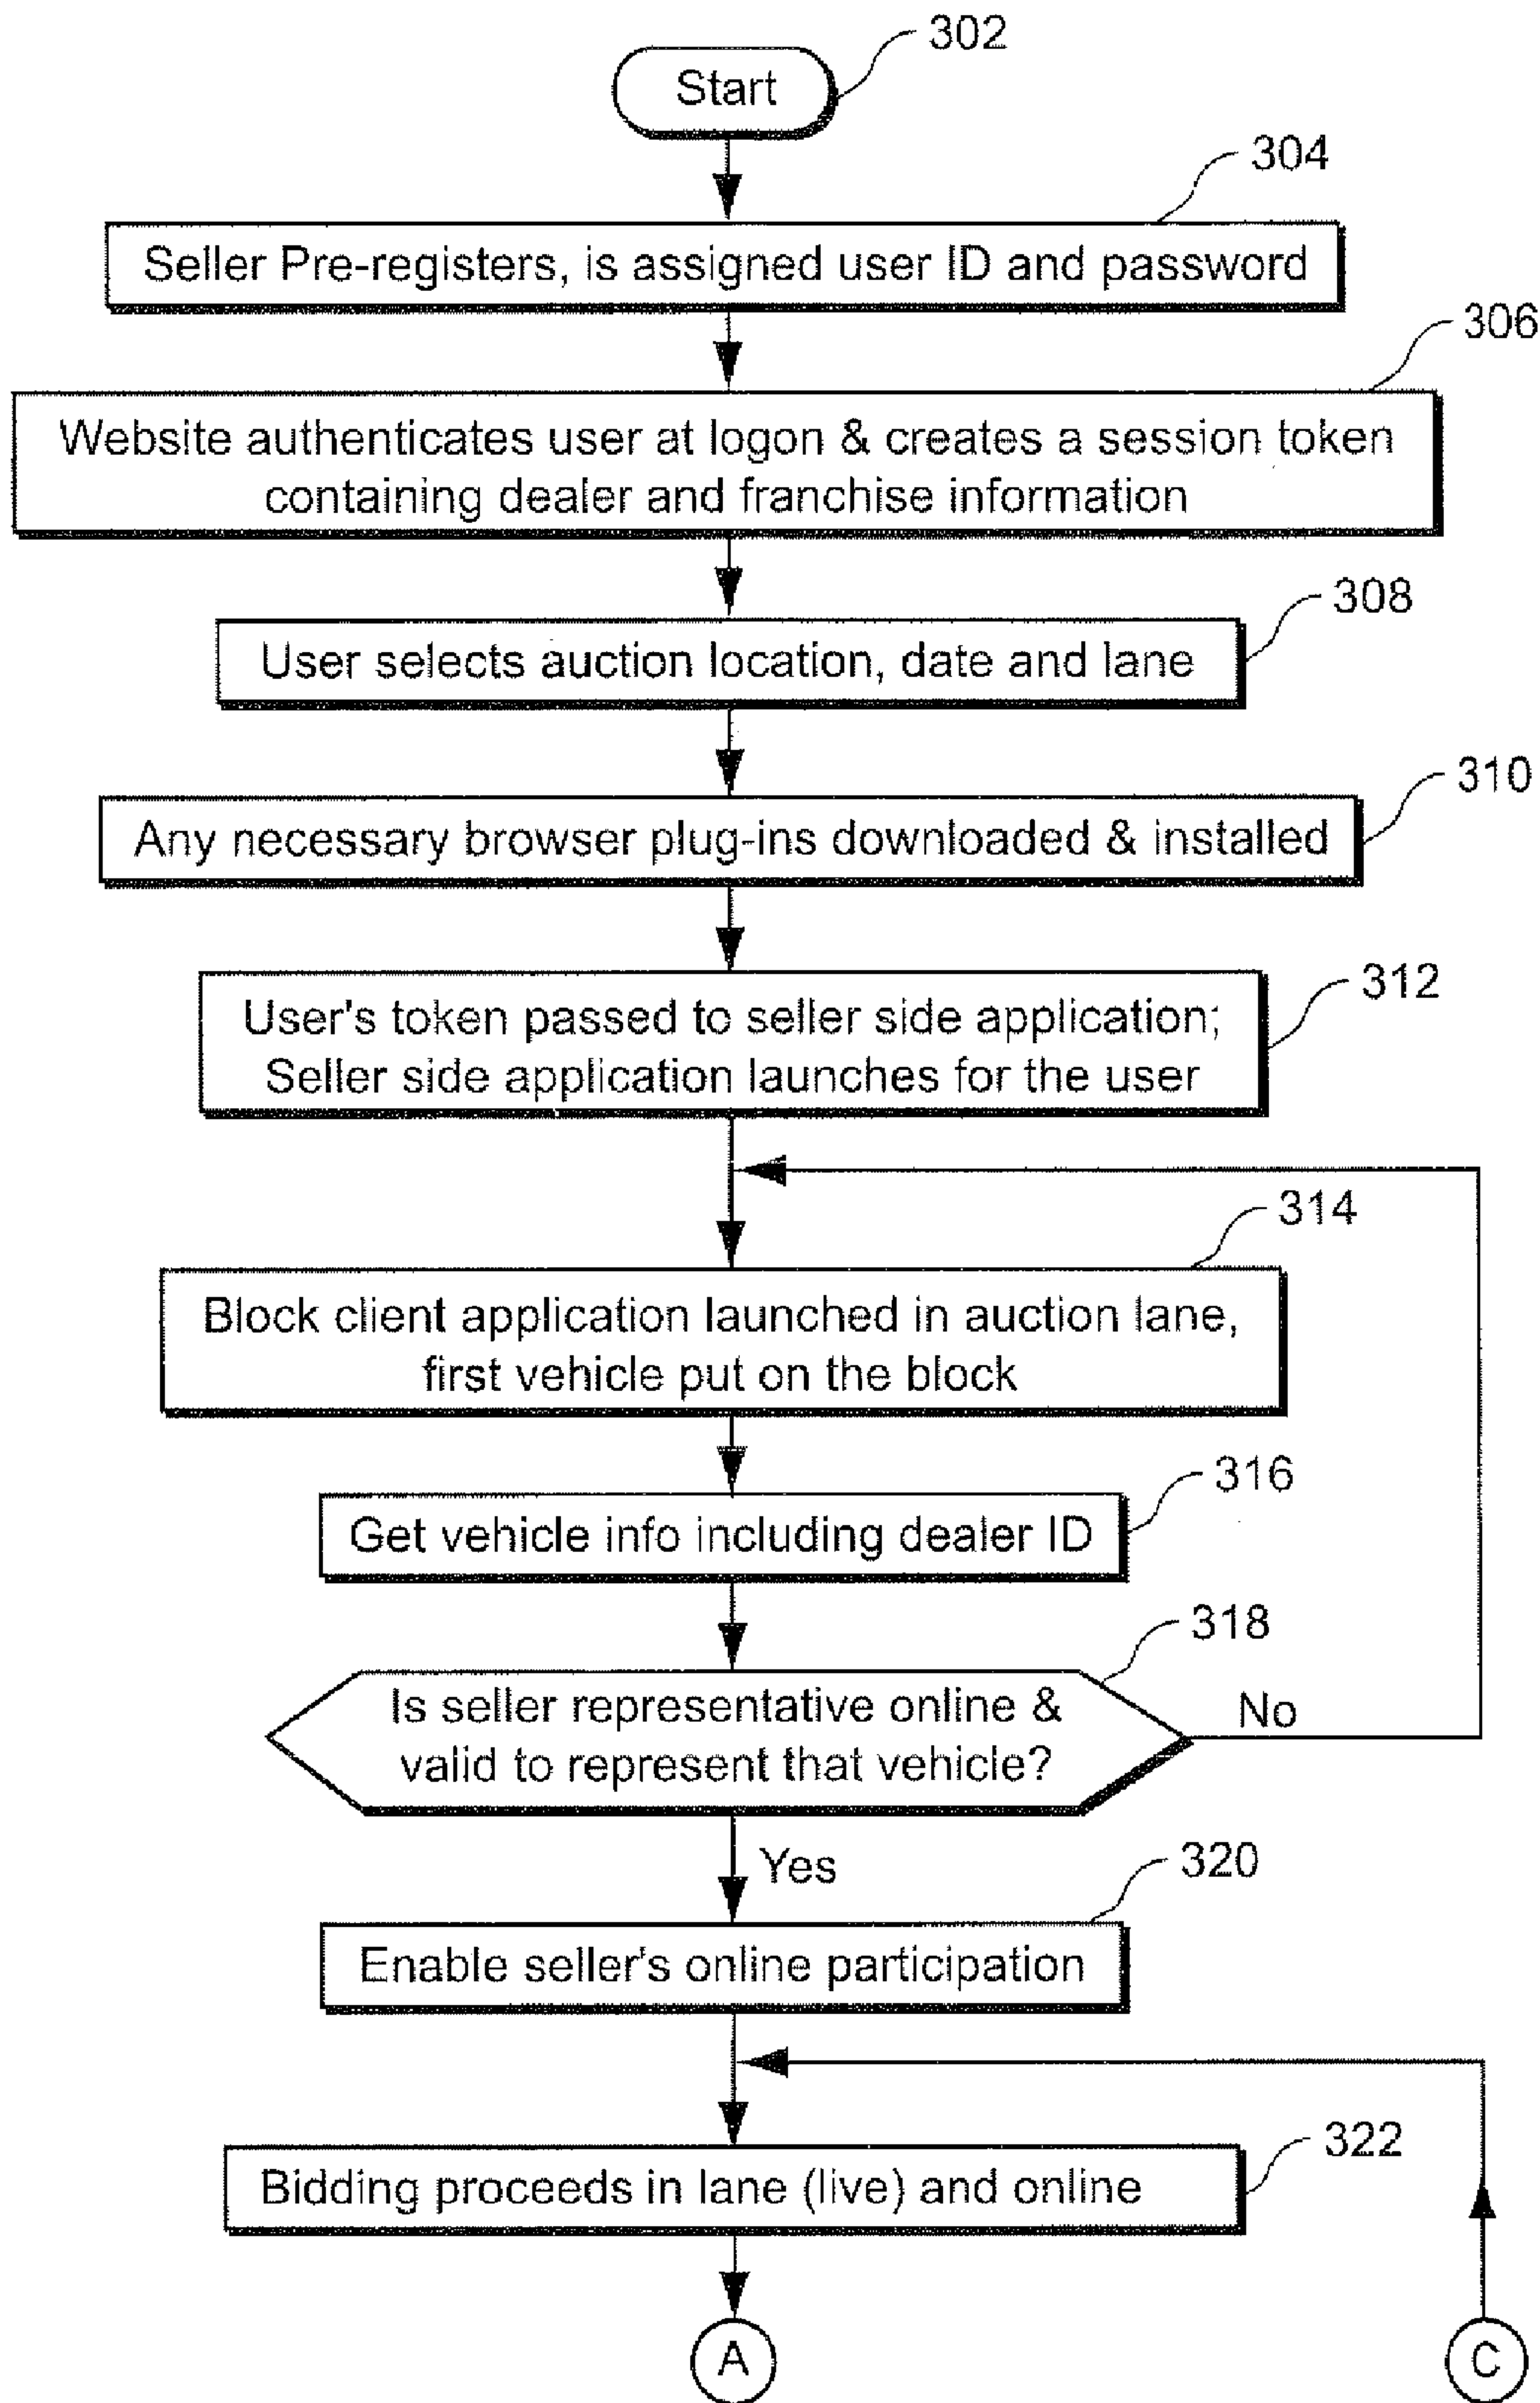 302
Start
304
Seller Pre-registers, is assigned user ID and password
306
Website authenticates user at logon & creates a session token
containing dealer and franchise information
308
User selects auction location, date and lane
310
Any necessary browser plug-ins downloaded & installed
312
User's token passed to seller side application;
Seller side application launches for the user
314
Block client application launched in auction lane,
first vehicle put on the block
316
Get vehicle info including dealer ID
318
Is seller representative online &
valid to represent that vehicle?
No
Yes
320
Enable seller's online participation
322
Bidding proceeds in lane (live) and online
A
C